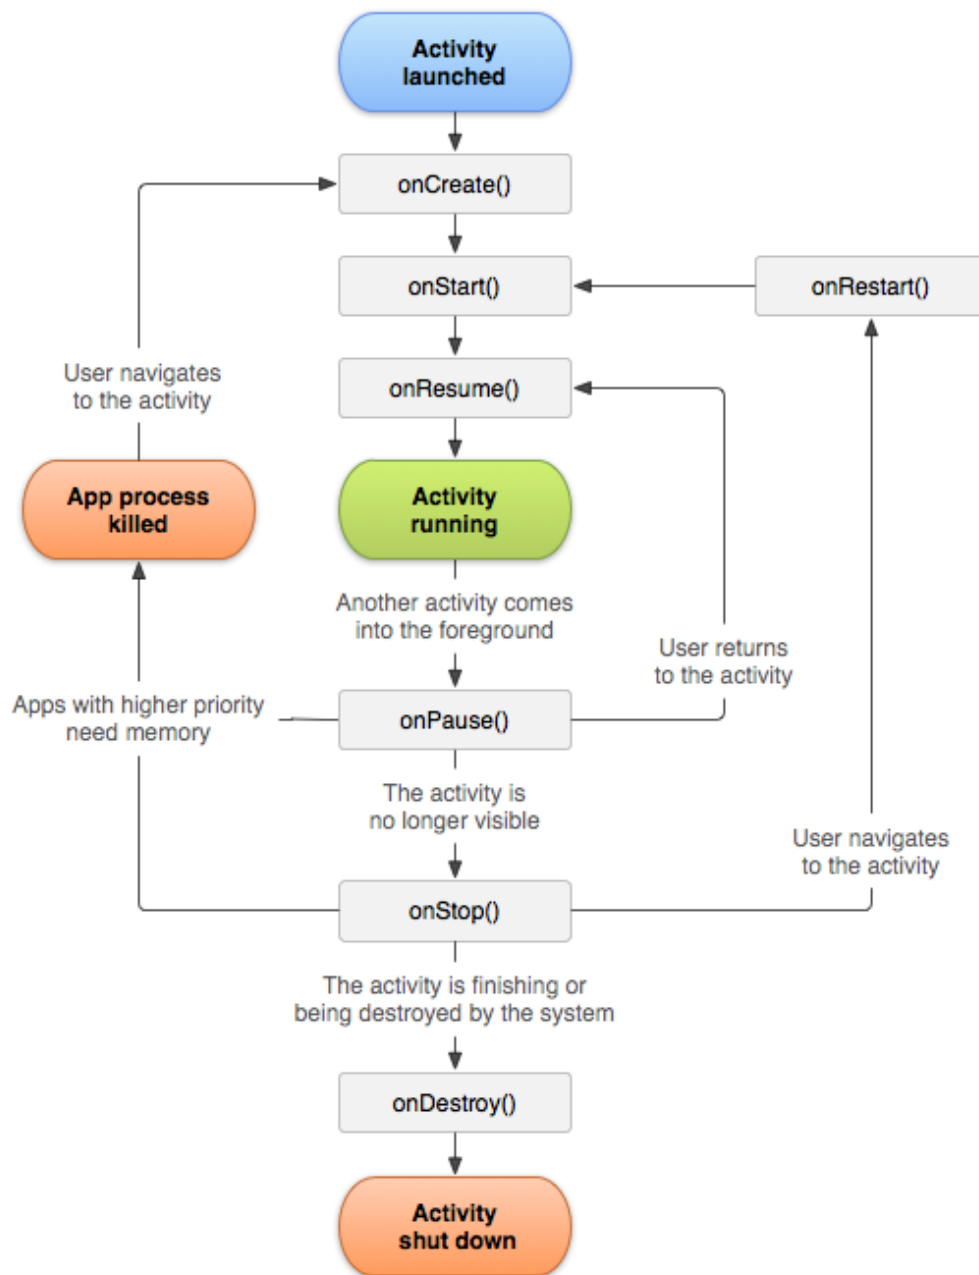 Activity
launched
onCreate()
onStart()
onRestart()
User navigates
to the activity
onResume()
App process
killed
Activity
running
Another activity comes
into the foreground
User returns
to the activity
Apps with higher priority
need memory
onPause()
The activity is
no longer visible
User navigates
to the activity
onStop()
The activity is finishing or
being destroyed by the system
onDestroy()
Activity
shut down